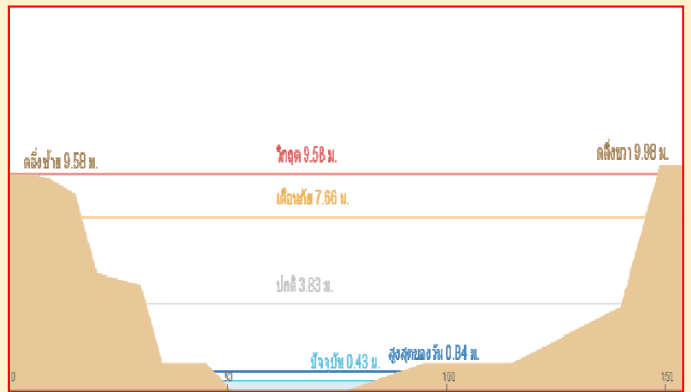 วิกฤต 9.58 ม.
ตลิ่งซ้าย 9.58 ม.
ตลิ่งขวา 9.98 ม.
เตือนภัย 7.66 ม.
ปกติ 3.83 ม.
ปัจจุบัน 0.43 ม.
สูงสุดของวัน 0.84 ม.
0 50 100 150